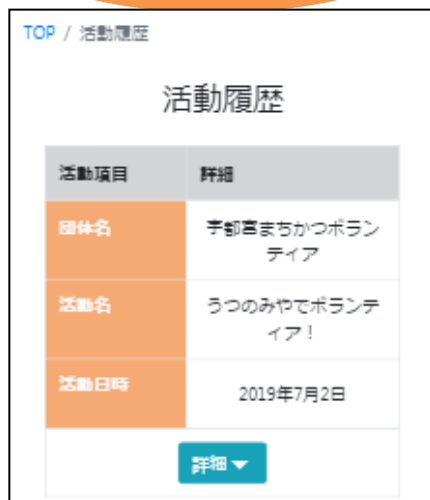 TOP / 活動履歴
活動履歴
活動項目 詳細
団体名 宇都宮まちかつボラン
ティア
活動名 うつのみやでボランテ
ィア！
活動日時 2019年7月2日
詳細